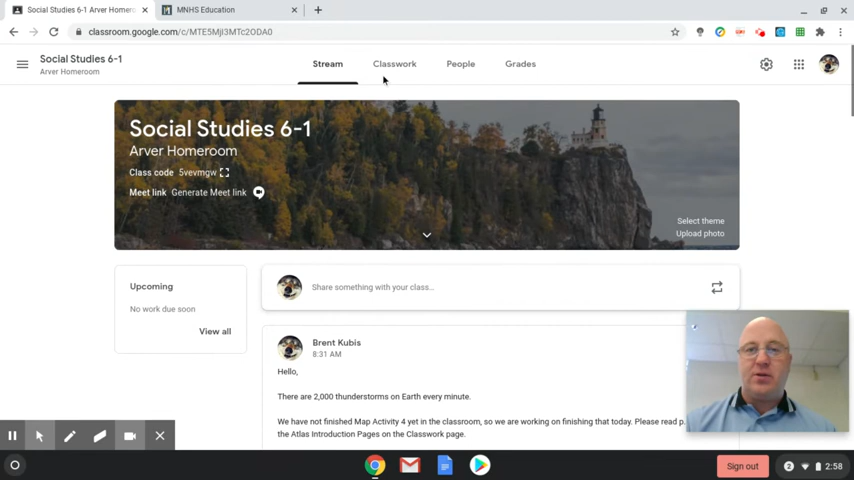 Social Studies 6-1 Arver Homero
MNHS Education
classroom.google.com/c/MTE5MjI3MTc2ODA0
Social Studies 6-1
Arver Homeroom
Stream
Classwork
People
Grades
Social Studies 6-1
Arver Homeroom
Class code 5vevmgw
Meet link Generate Meet link
Select theme
Upload photo
Upcoming
No work due soon
View all
Share something with your class...
Brent Kubis
8:31 AM
Hello,
There are 2,000 thunderstorms on Earth every minute.
We have not finished Map Activity 4 yet in the classroom, so we are working on finishing that today. Please read p.
the Atlas Introduction Pages on the Classwork page.
Sign out
2
2:58